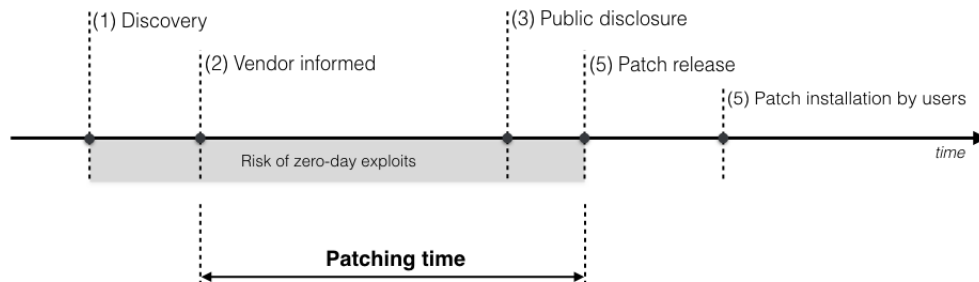 (1) Discovery
(3) Public disclosure
(2) Vendor informed
(5) Patch release
(5) Patch installation by users
time
Risk of zero-day exploits
Patching time